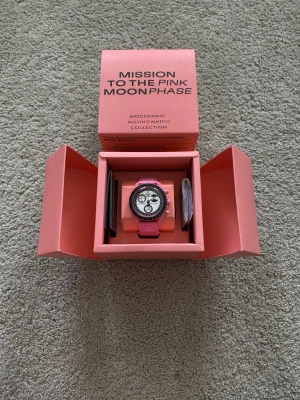 MISSION
TO THE PINK
MOONPHASE
BIOCERAMIC
MOONSWATCH
COLLECTION